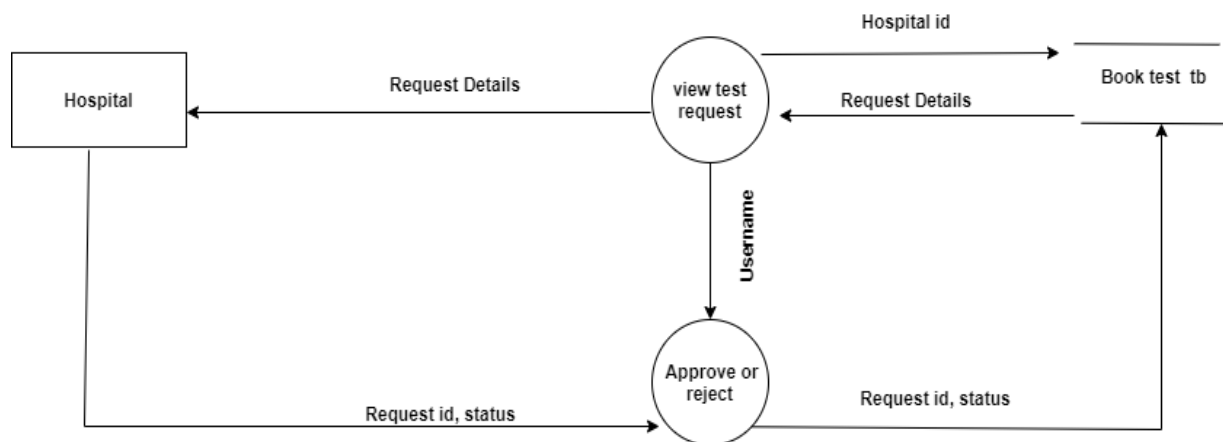 Hospital id
Hospital
Request Details
view test
request
Request Details
Book test tb
Username
Approve or
reject
Request id, status
Request id, status